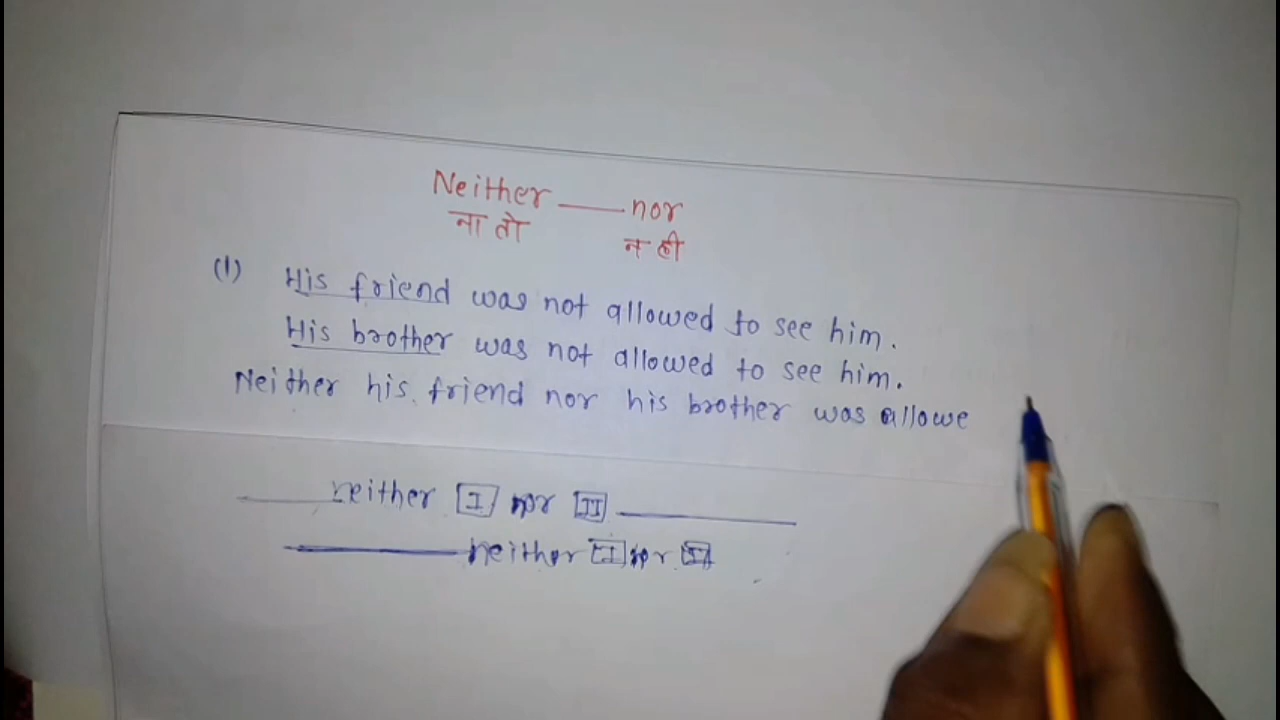 Neither —— nor
ना तो न ही
(1) His friend was not allowed to see him.
His brother was not allowed to see him.
Neither his friend nor his brother was allowe
neither I nor II
neither I nor II